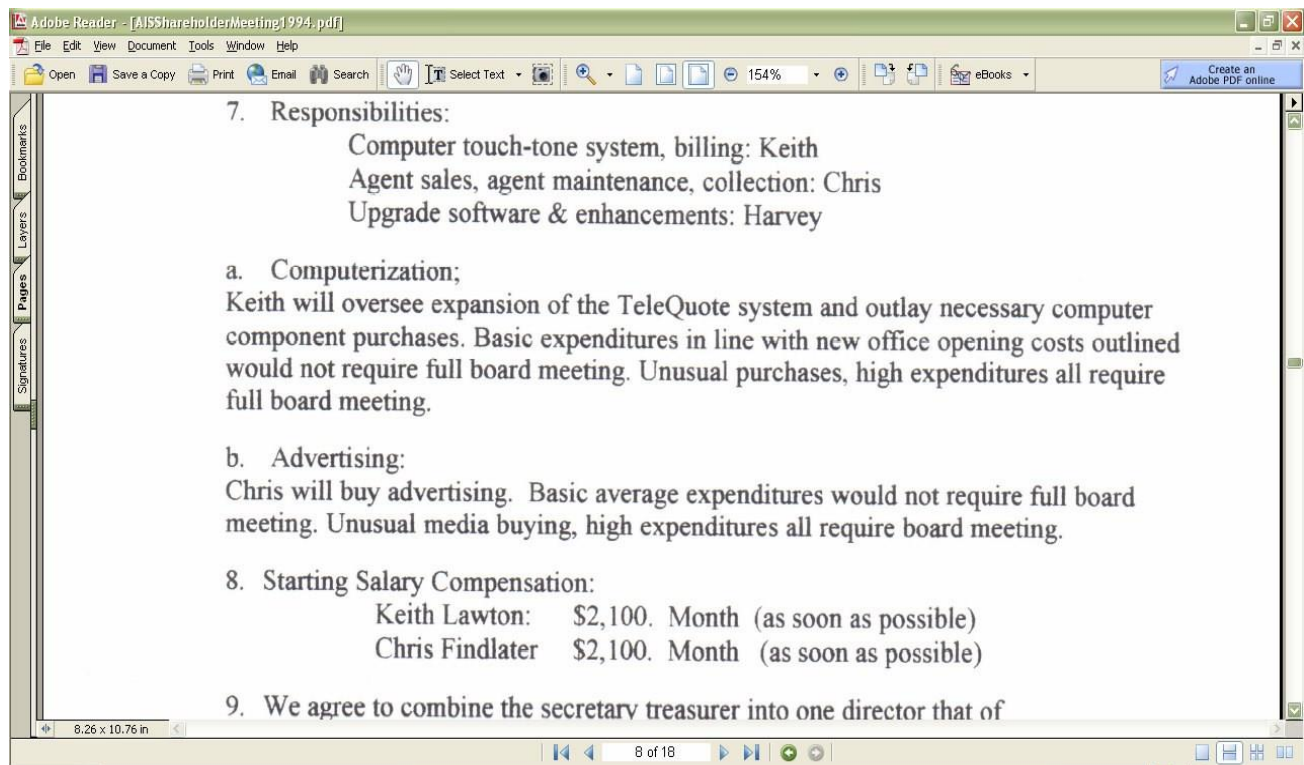 Adobe Reader - [AISShareholderMeeting1994.pdf]
File Edit View Document Tools Window Help
Open Save a Copy Print Email Search Select Text 154% eBooks Create an Adobe PDF online
Bookmarks
Layers
Pages
Signatures
7. Responsibilities:
Computer touch-tone system, billing: Keith
Agent sales, agent maintenance, collection: Chris
Upgrade software & enhancements: Harvey
a. Computerization;
Keith will oversee expansion of the TeleQuote system and outlay necessary computer
component purchases. Basic expenditures in line with new office opening costs outlined
would not require full board meeting. Unusual purchases, high expenditures all require
full board meeting.
b. Advertising:
Chris will buy advertising. Basic average expenditures would not require full board
meeting. Unusual media buying, high expenditures all require board meeting.
8. Starting Salary Compensation:
Keith Lawton: $2,100. Month (as soon as possible)
Chris Findlater $2,100. Month (as soon as possible)
9. We agree to combine the secretary treasurer into one director that of
8.26 x 10.76 in
8 of 18